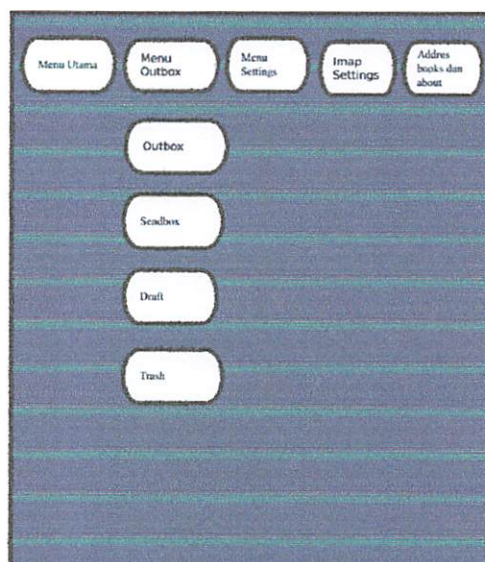 Menu Utama
Menu
Outbox
Menu
Settings
Imap
Settings
Addres
books dan
about
Outbox
Sendbox
Draft
Trash